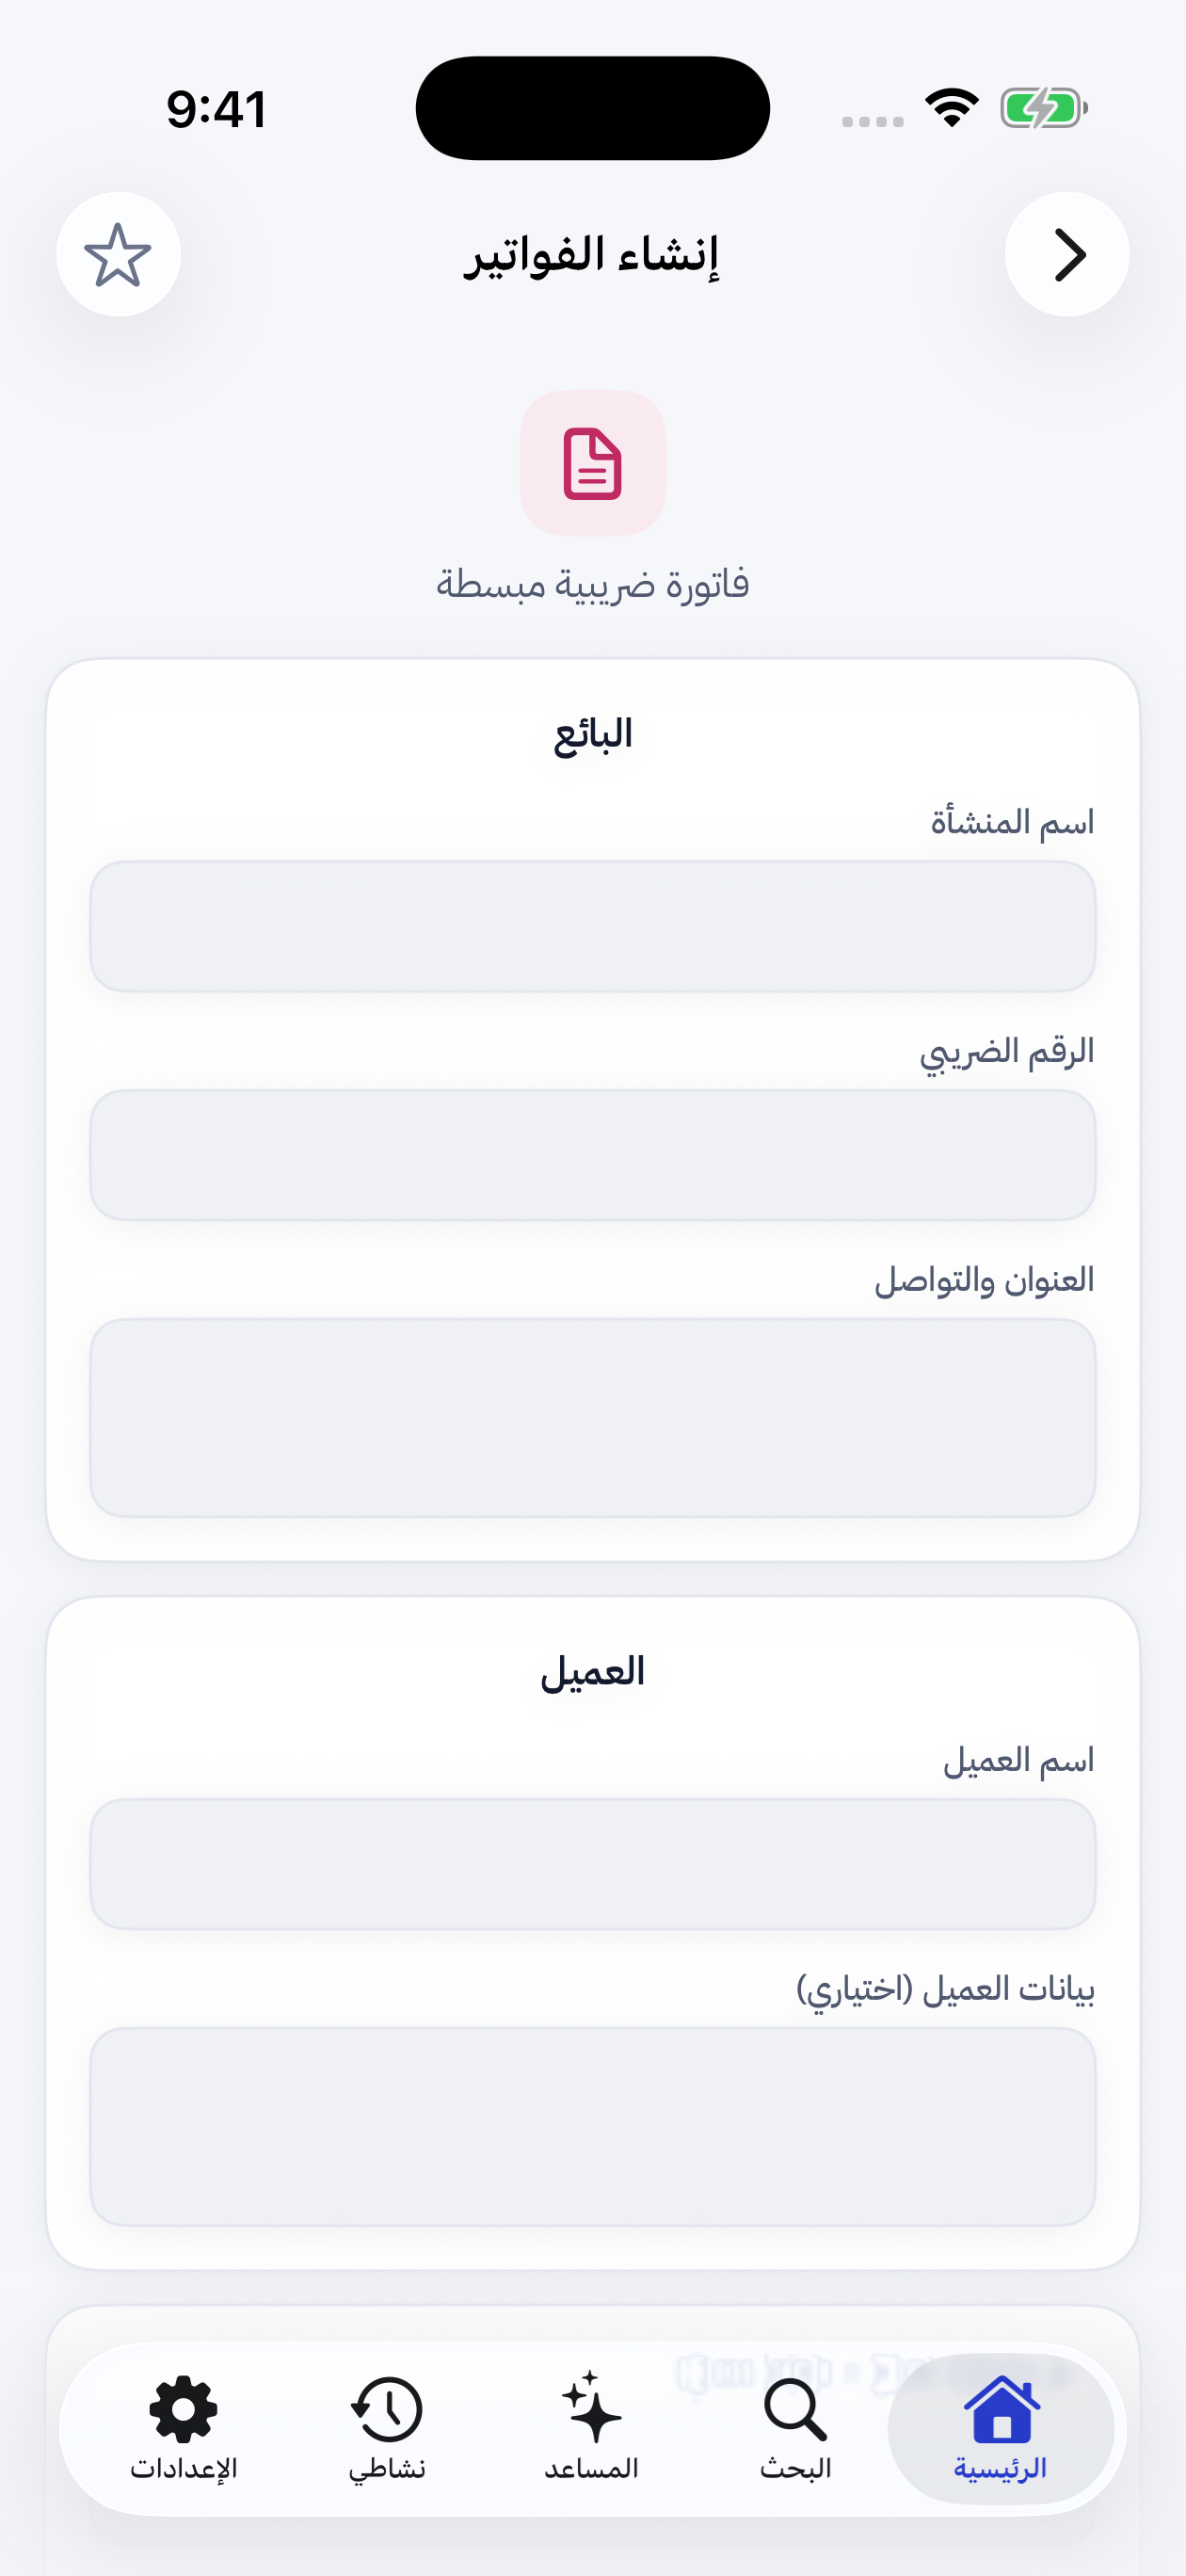 9:41
إنشاء الفواتير
فاتورة ضريبية مبسطة
البائع
اسم المنشأة
الرقم الضريبي
العنوان والتواصل
العميل
اسم العميل
بيانات العميل (اختياري)
الرئيسية
البحث
المساعد
نشاطي
الإعدادات